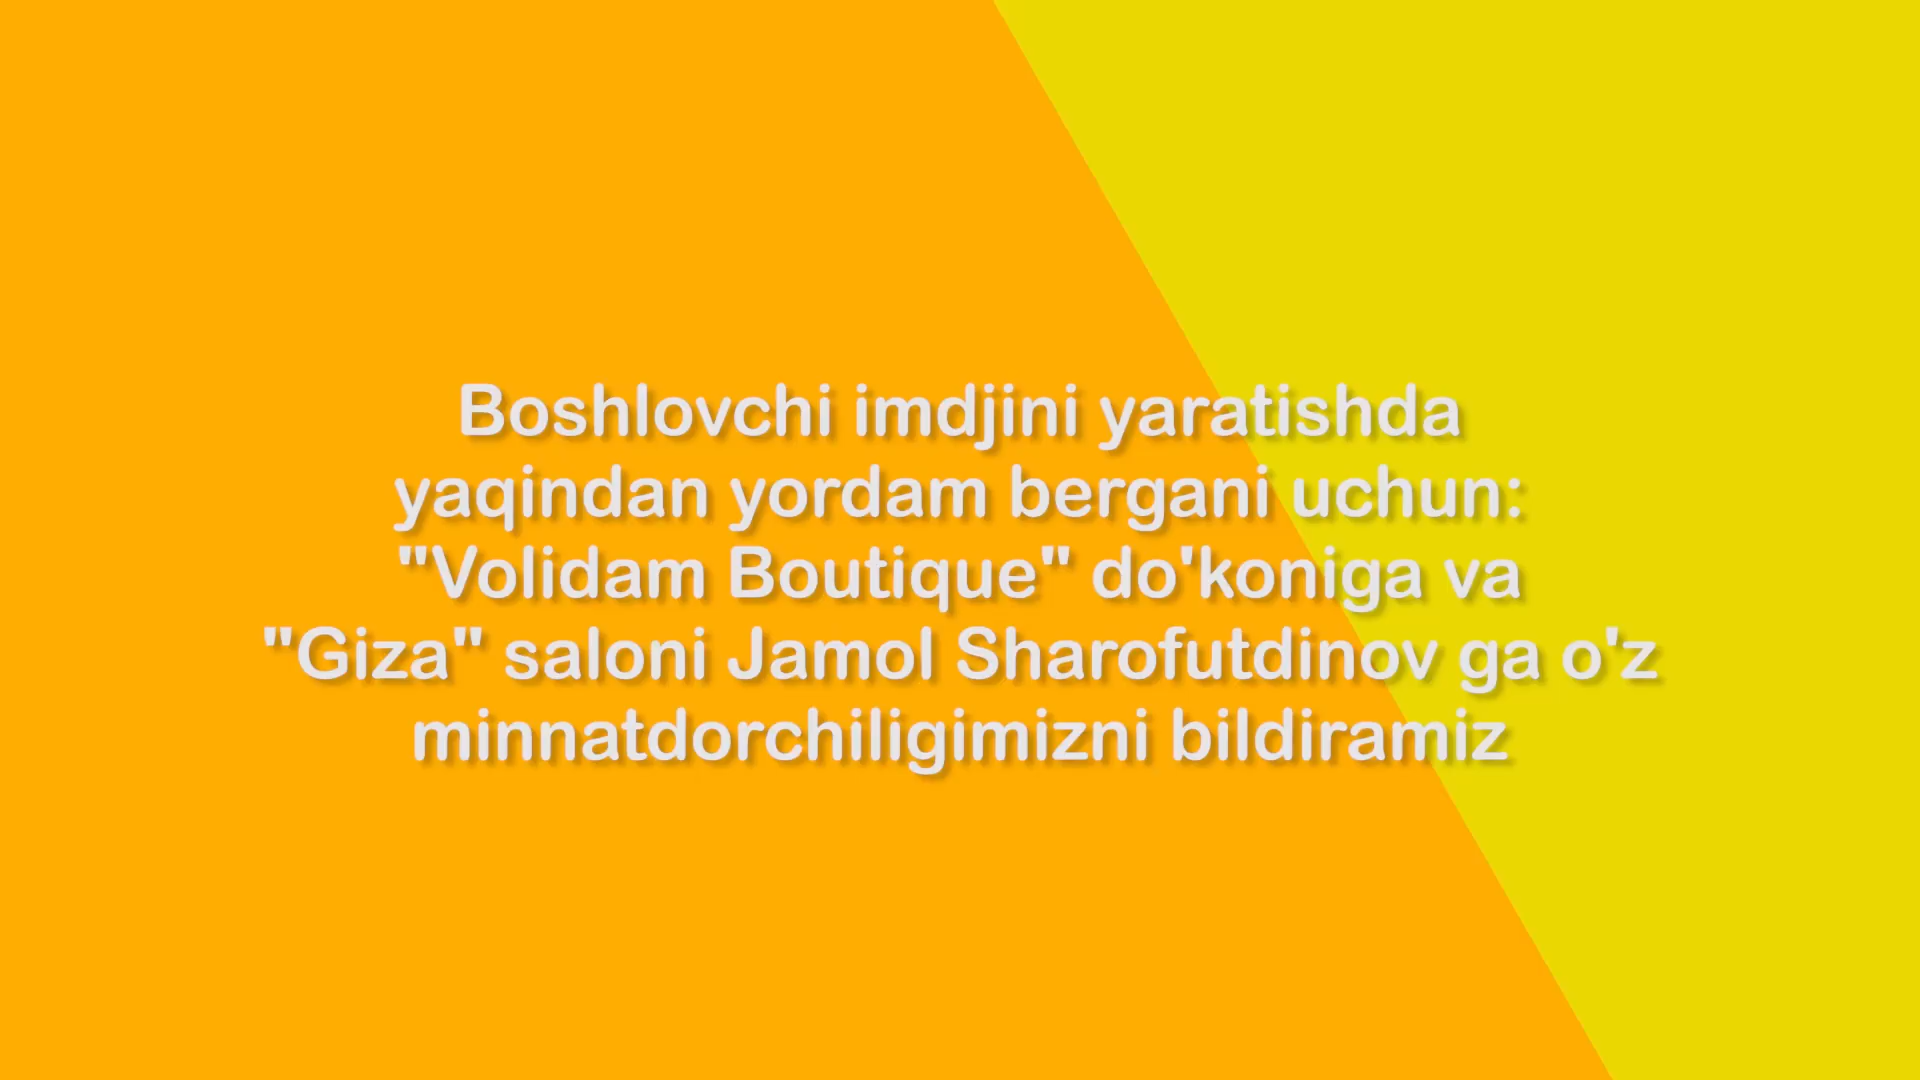 Boshlovchi imdjini yaratishda
yaqindan yordam bergani uchun:
"Volidam Boutique" do'koniga va
"Giza" saloni Jamol Sharofutdinov ga o'z
minnatdorchiligimizni bildiramiz